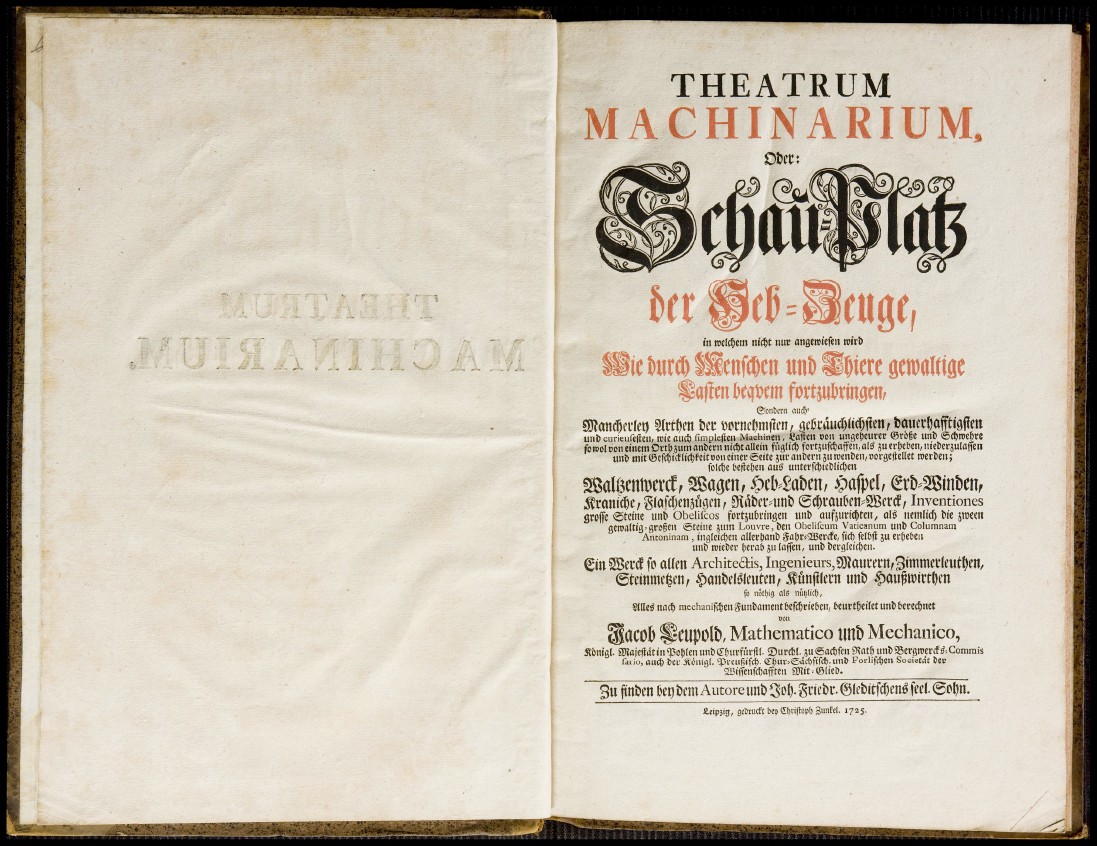 THEATRUM
MACHINARIUM.
THEATRUM
MACHINARIUM,
Oder:
Schau-Platz
der Heb-Zeuge,
in welchem nicht nur angewiesen wird
Wie durch Menschen und Thiere gewaltige
Lasten beqvem fortzubringen,
Sondern auch
Mancherley Arthen der vornehmsten, gebräuchlichsten, dauerhafftigsten
und curieusesten, wie auch simplesten Machinen, Lasten von ungeheurer Größe und Schwehre
sowol von einem Orth zum andern nicht allein füglich fortzuschaffen, als zu erheben, niederzulassen
und mit Geschicklichkeit von einer Seite zur andern zu wenden, vorgestellet werden;
solche bestehen aus unterschiedlichen
Waltzenwerck, Wagen, Heb-Laden, Haspel, Erd-Winden,
Kraniche, Flaschenzügen, Räder- und Schrauben-Werck, Inventiones
grosse Steine und Obeliscos fortzubringen und aufzurichten, als nemlich die zween
gewaltig-großen Steine zum Louvre, den Obeliscum Vaticanum und Columnam
Antoninam, ingleichen allerhand Fahr-Wercke, sich selbst zu erheben
und wieder herab zu lassen, und dergleichen.
Ein Werck so allen Architectis, Ingenieurs, Maurern, Zimmerleuthen,
Steinmetzen, Handelsleuten, Künstlern und Haußwirthen
so nöthig als nützlich,
Alles nach mechanischen Fundament beschrieben, beurtheilet und berechnet
von
Jacob Leupold, Mathematico und Mechanico,
Königl. Majestät in Pohlen und Churfürstl. Durchl. zu Sachsen Rath und Bergwercks-Commis
sario, auch der Königl. Preußisch. Chur-Sächsisch. und Forlischen Societät der
Wissenschafften Mit-Glied.
Zu finden bey dem Autore und Joh. Friedr. Gleditschens seel. Sohn.
Leipzig, gedruckt bey Christoph Zunkel. 1725.